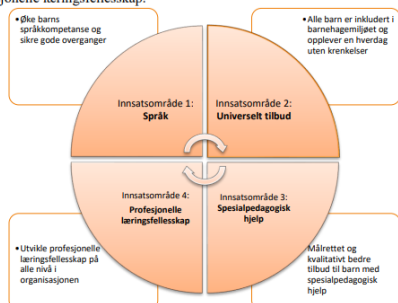 •Øke barns
språkkompetanse og
sikre gode overganger
•Alle barn er inkludert i
barnehagemiljøet og
opplever en hverdag
uten krenkelser
Innsatsområde 1:
Språk
Innsatsområde 2:
Universelt tilbud
Innsatsområde 4:
Profesjonelle
læringsfellesskap
Innsatsområde 3:
Spesialpedagogisk
hjelp
•Utvikle profesjonelle
læringsfellesskap på
alle nivå i
organisasjonen
Målrettet og
kvalitativt bedre
tilbud til barn med
spesialpedagogisk
hjelp